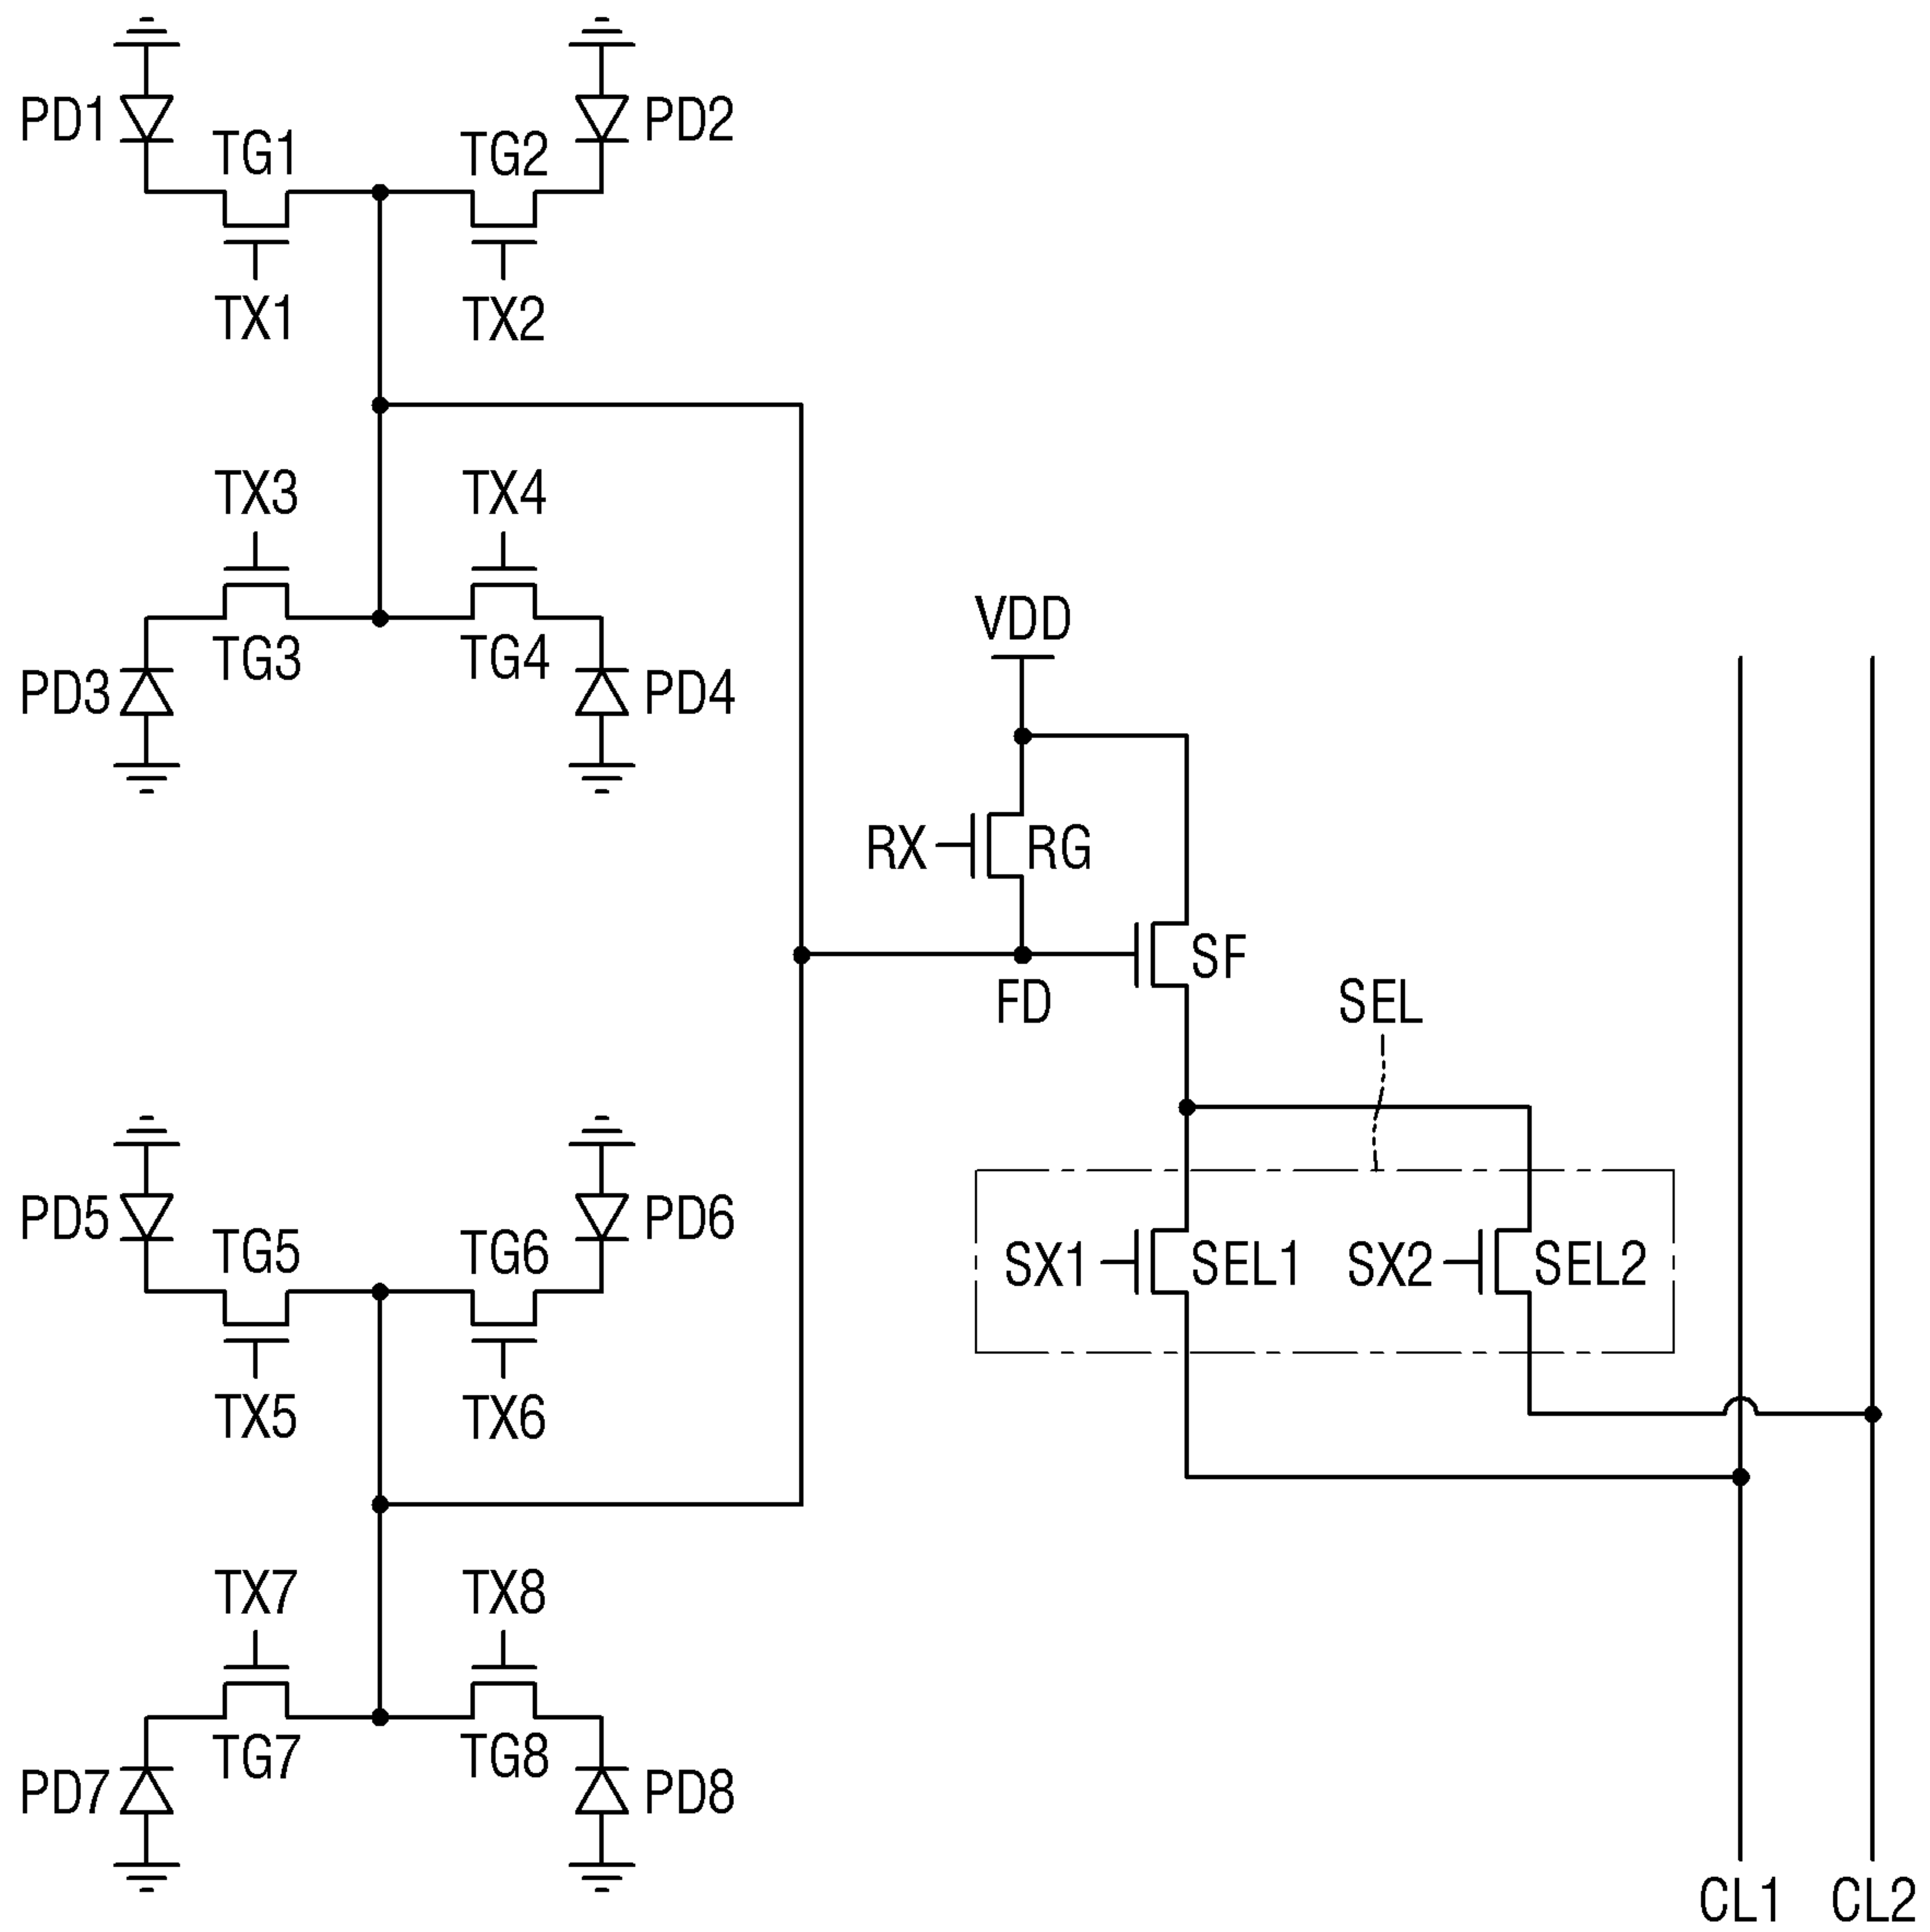 PD1
TG1
TG2
PD2
TX1
TX2
TX3
TX4
TG3
TG4
PD3
PD4
VDD
RX
RG
SF
FD
SEL
PD5
TG5
TG6
PD6
SX1
SEL1
SX2
SEL2
TX5
TX6
TX7
TX8
TG7
TG8
PD7
PD8
CL1
CL2